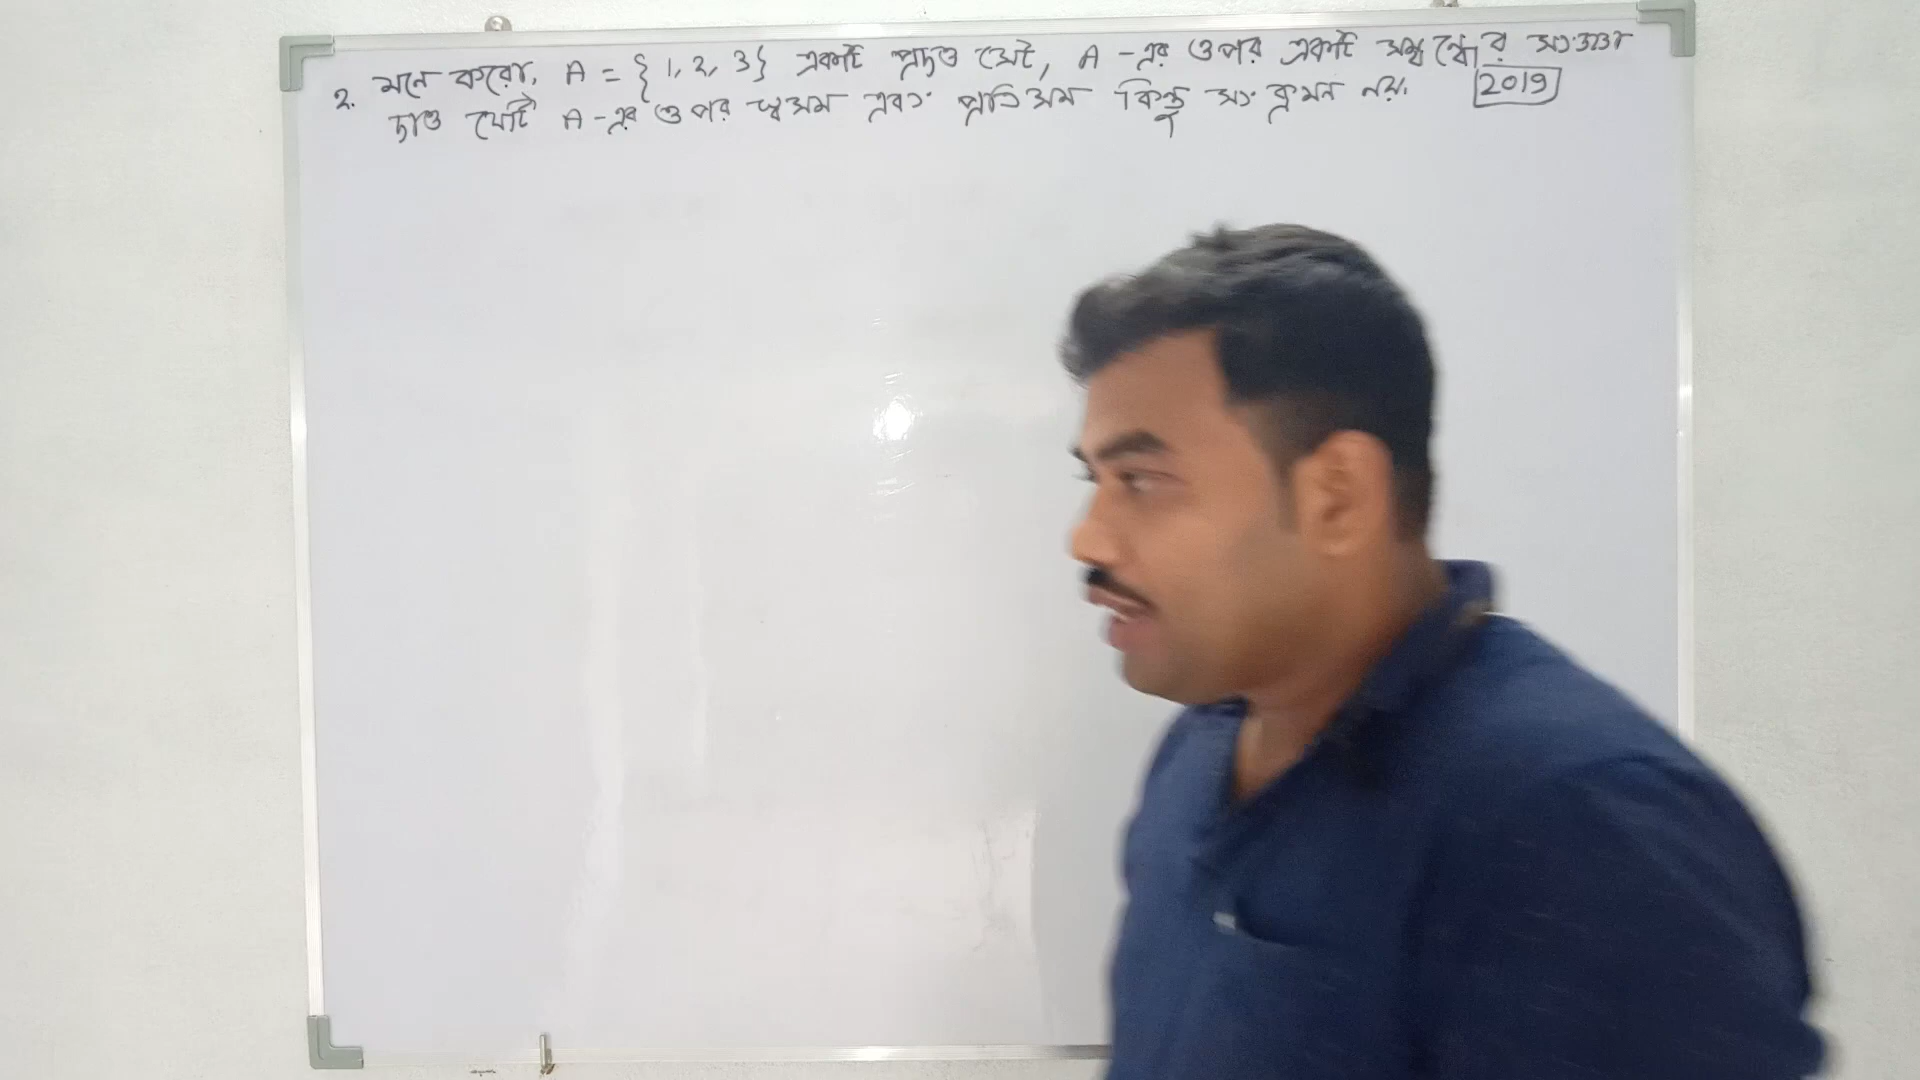 2. মনে করো, A = {1, 2, 3} একটি প্রদত্ত সেট, A -এর ওপর একটি সম্বন্ধের সংজ্ঞা
দাও যেটি A -এর ওপর স্বসম এবং প্রতিসম কিন্তু সংক্রমন নয়। 2019